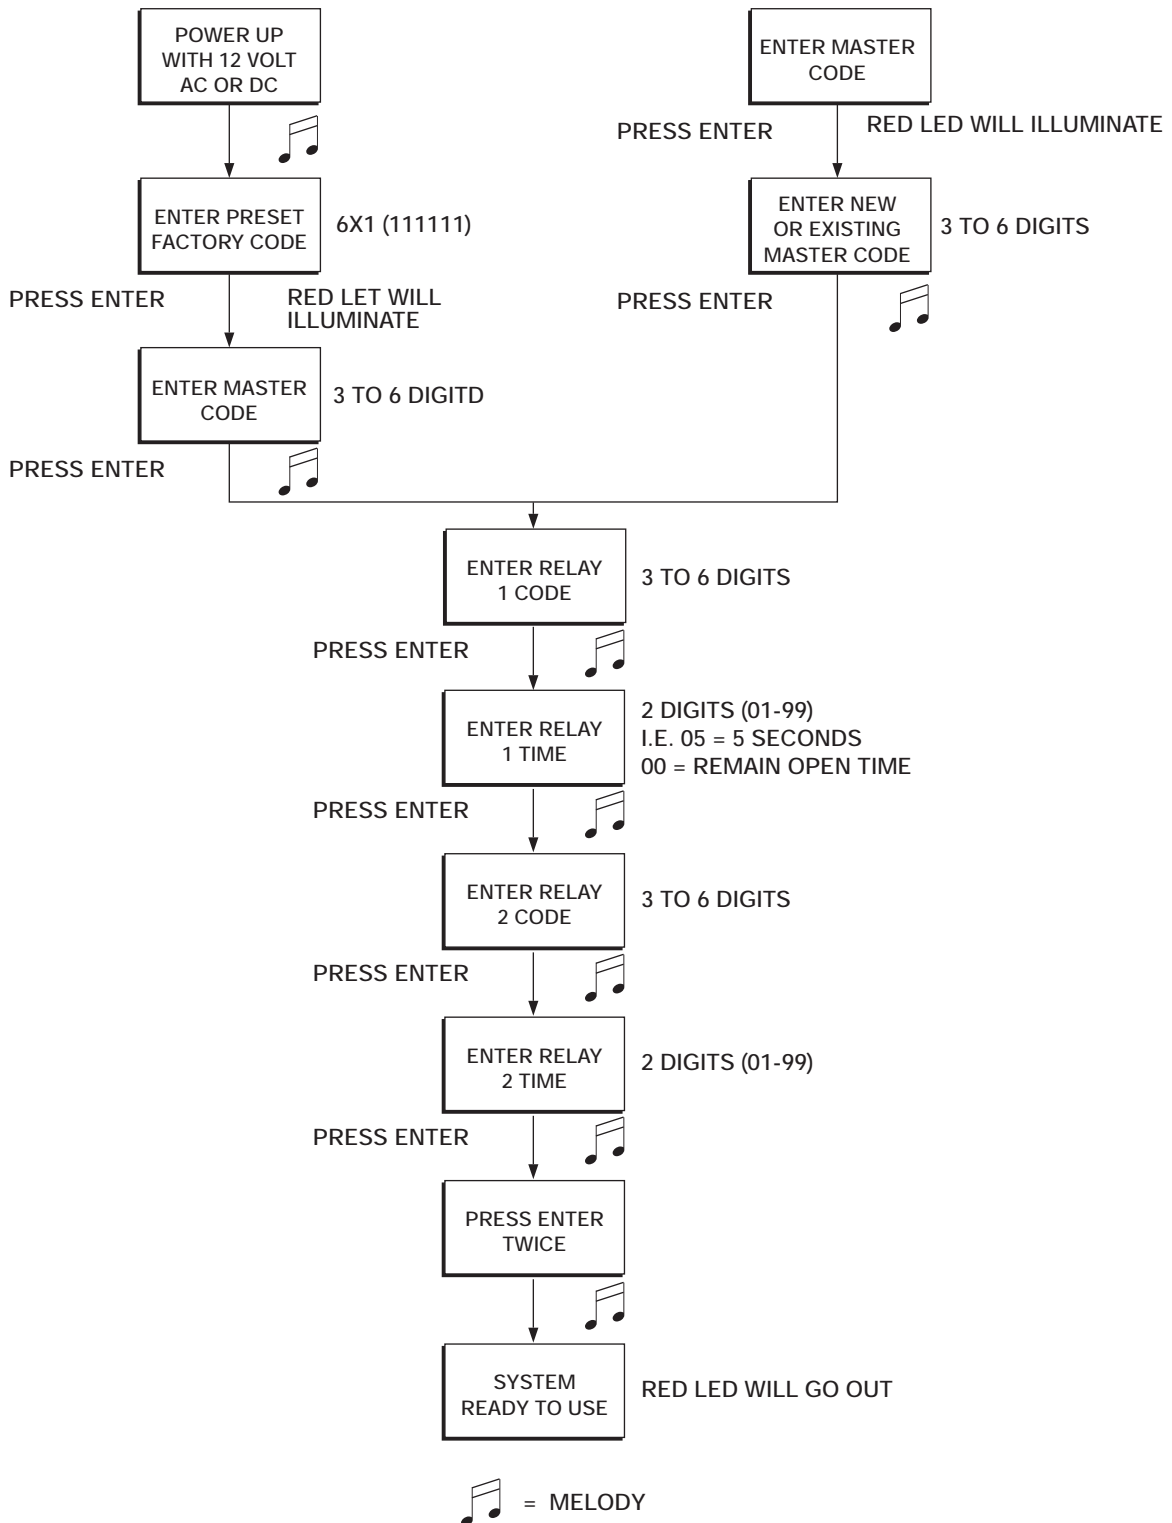 POWER UP
WITH 12 VOLT
AC OR DC
ENTER PRESET
FACTORY CODE
6X1 (111111)
PRESS ENTER
RED LET WILL
ILLUMINATE
ENTER MASTER
CODE
3 TO 6 DIGITD
PRESS ENTER
ENTER MASTER
CODE
PRESS ENTER
RED LED WILL ILLUMINATE
ENTER NEW
OR EXISTING
MASTER CODE
3 TO 6 DIGITS
PRESS ENTER
ENTER RELAY
1 CODE
3 TO 6 DIGITS
PRESS ENTER
ENTER RELAY
1 TIME
2 DIGITS (01-99)
I.E. 05 = 5 SECONDS
00 = REMAIN OPEN TIME
PRESS ENTER
ENTER RELAY
2 CODE
3 TO 6 DIGITS
PRESS ENTER
ENTER RELAY
2 TIME
2 DIGITS (01-99)
PRESS ENTER
PRESS ENTER
TWICE
SYSTEM
READY TO USE
RED LED WILL GO OUT
= MELODY